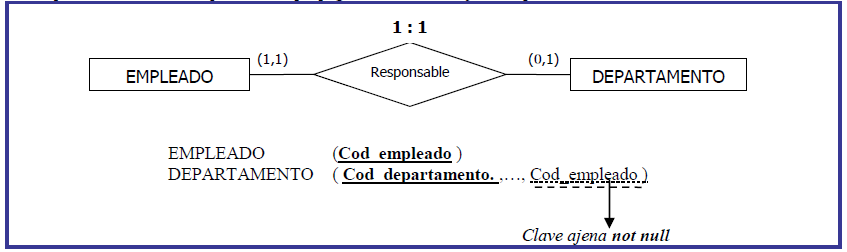 1 : 1
EMPLEADO (1,1) Responsable (0,1) DEPARTAMENTO
EMPLEADO (Cod_empleado )
DEPARTAMENTO ( Cod_departamento. ,…, Cod_empleado )
Clave ajena not null